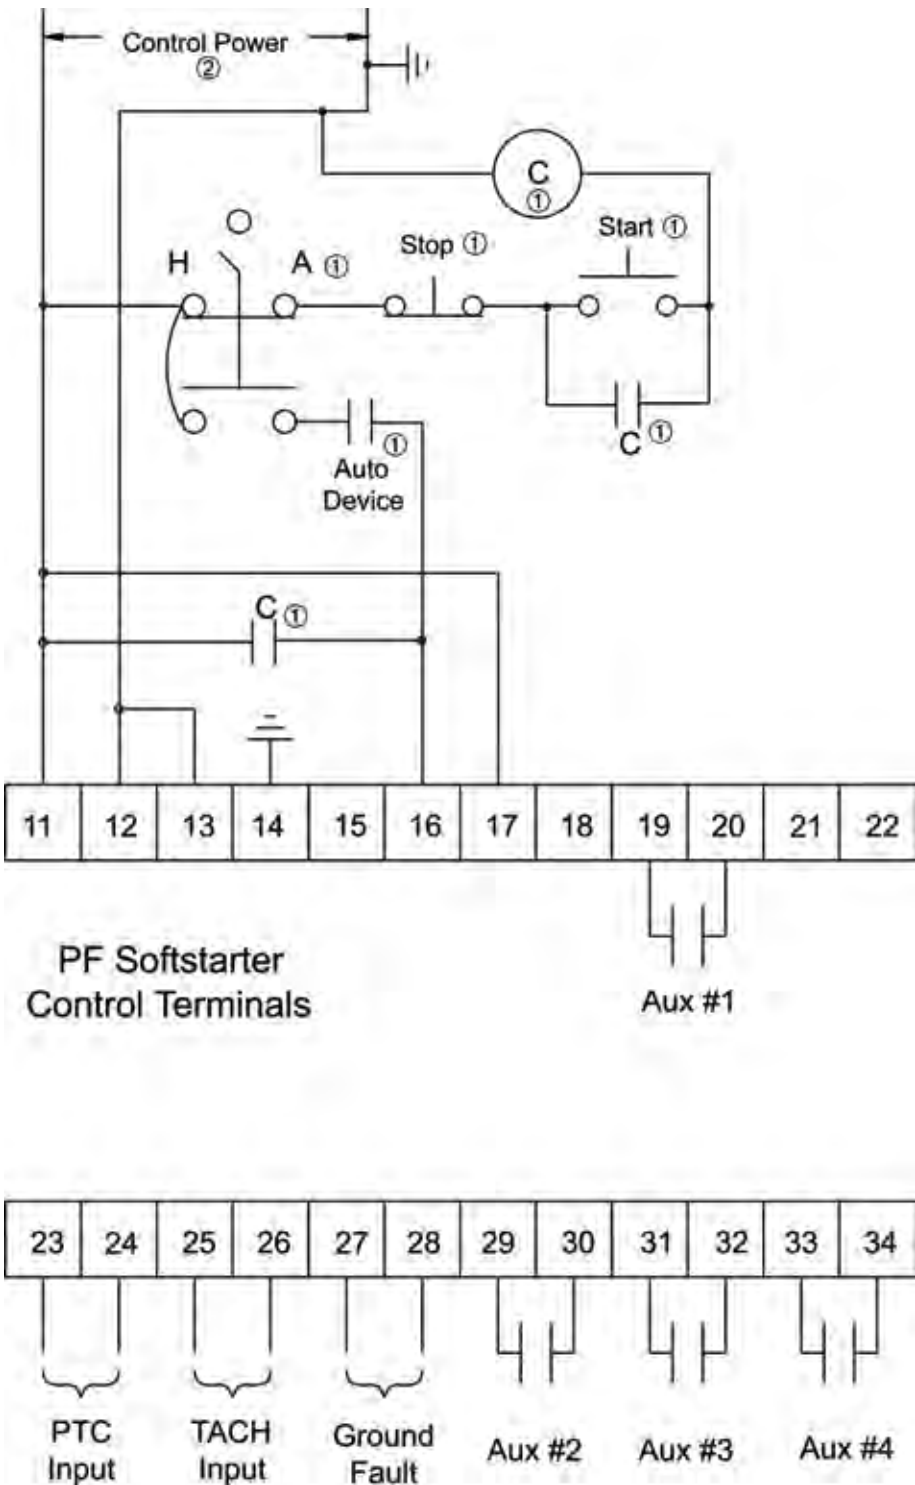 Control Power
②
C
①
Start ①
Stop ①
H A ①
C ①
①
Auto
Device
C ①
11 12 13 14 15 16 17 18 19 20 21 22
PF Softstarter
Control Terminals
Aux #1
23 24 25 26 27 28 29 30 31 32 33 34
PTC
Input
TACH
Input
Ground
Fault
Aux #2 Aux #3 Aux #4